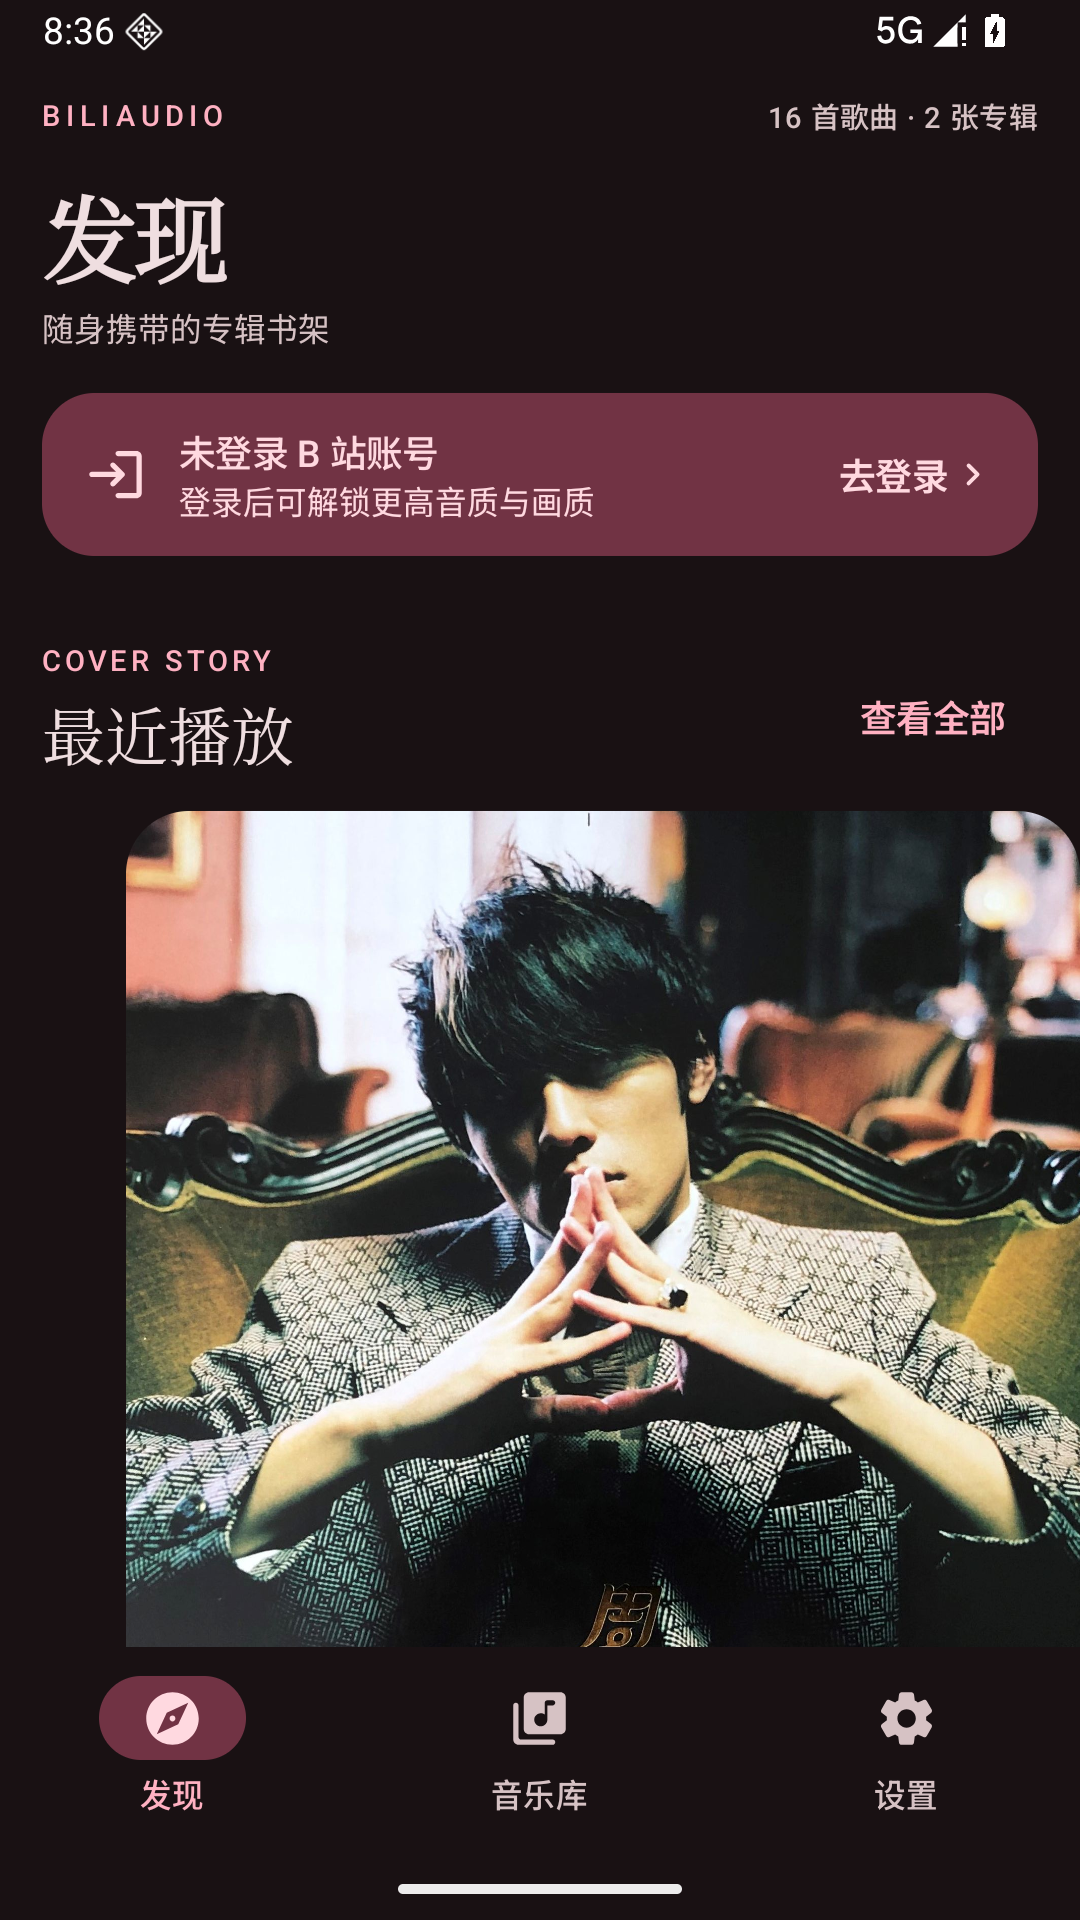 8:36
5G
BILIAUDIO
16 首歌曲 · 2 张专辑
发现
随身携带的专辑书架
未登录 B 站账号
登录后可解锁更高音质与画质
去登录
COVER STORY
最近播放
查看全部
周
发现
音乐库
设置